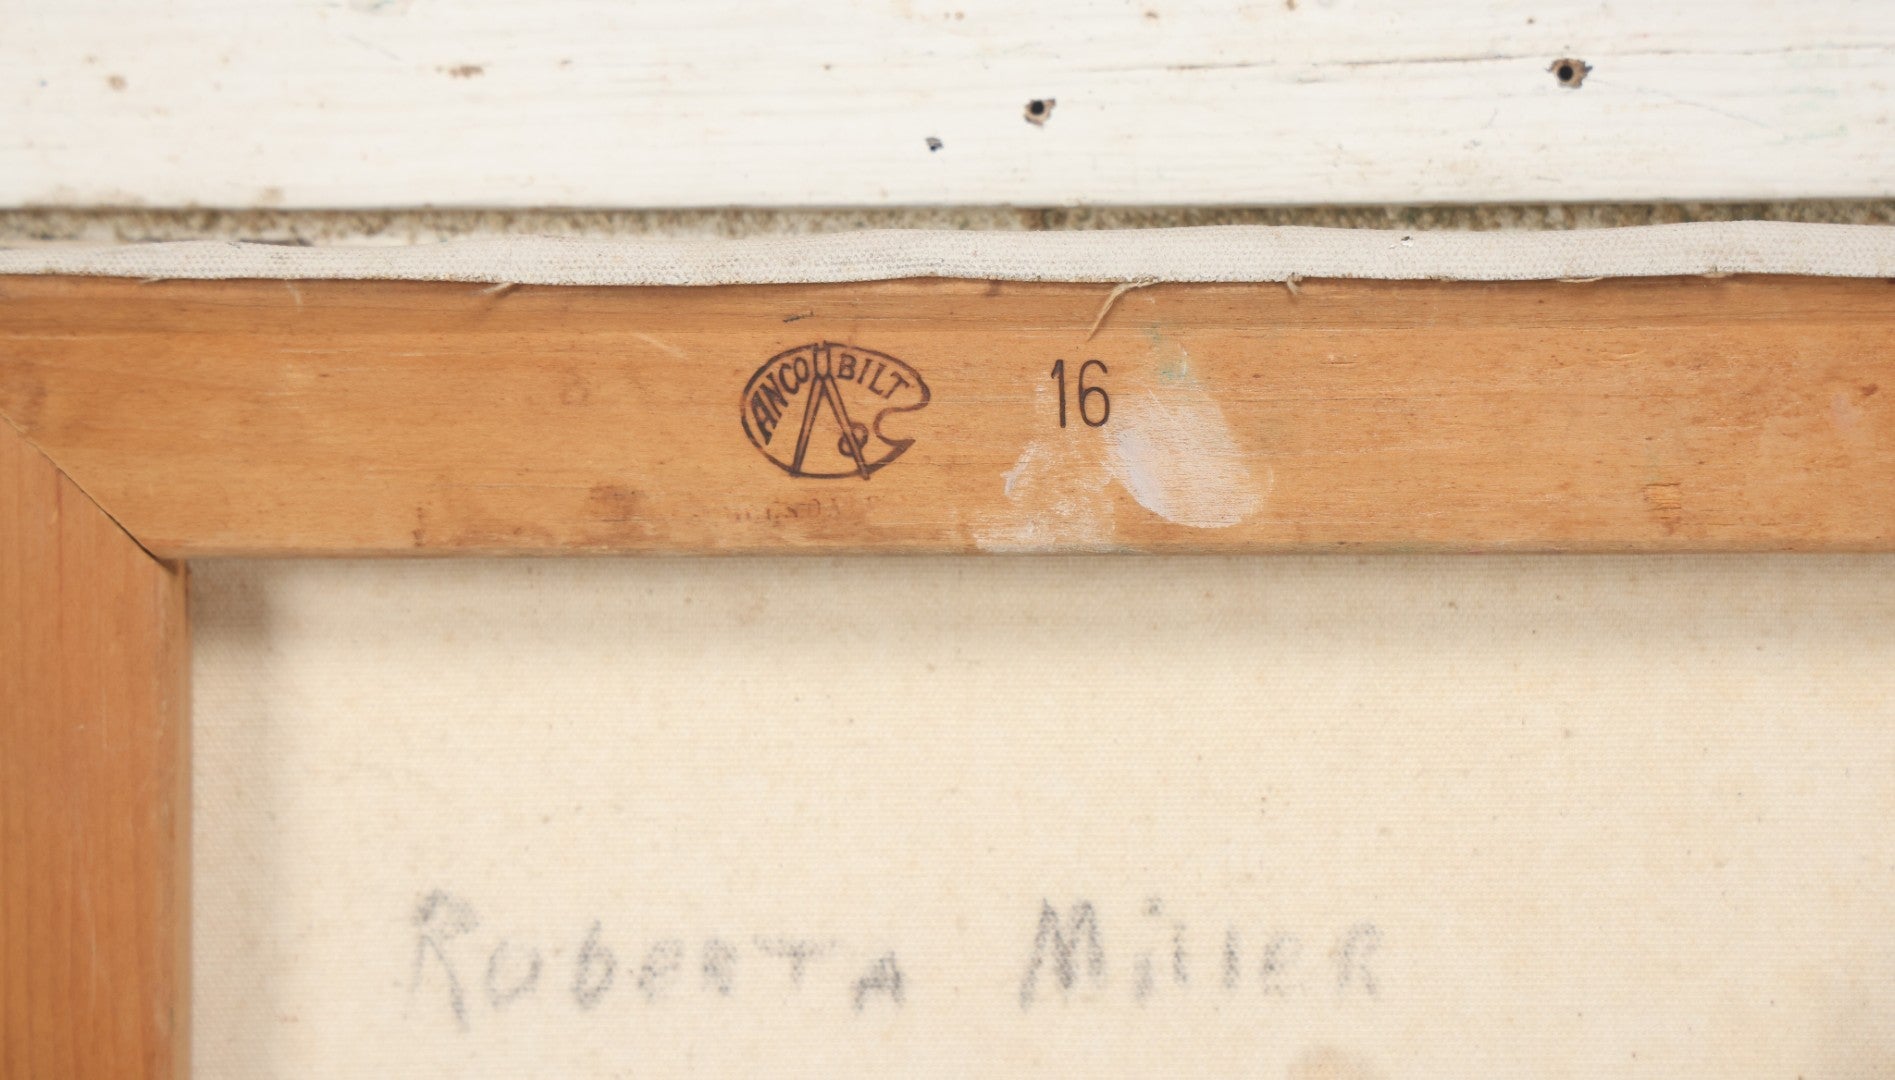 ANCO BILT
16
Roberta Miller